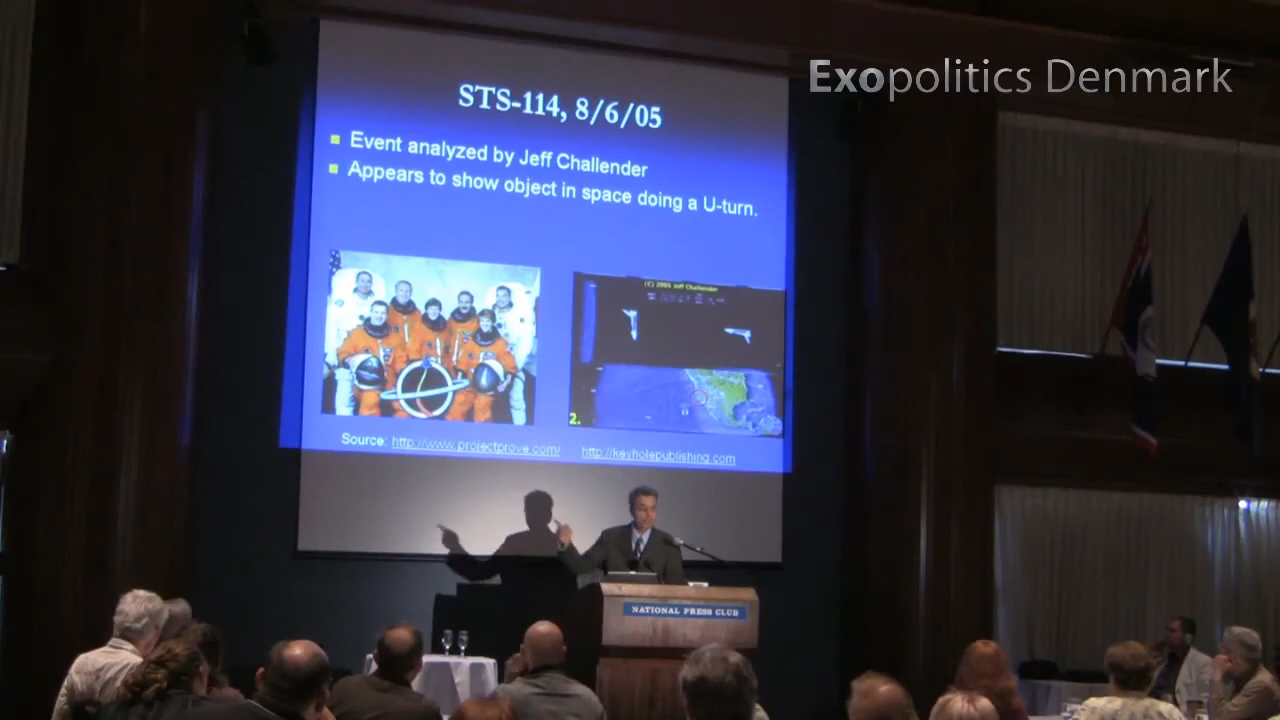 Exopolitics Denmark
STS-114, 8/6/05
Event analyzed by Jeff Challender
Appears to show object in space doing a U-turn.
(C) 2005 Jeff Challender
2.
Source: http://www.projectprove.com/ http://keyholepublishing.com
NATIONAL PRESS CLUB